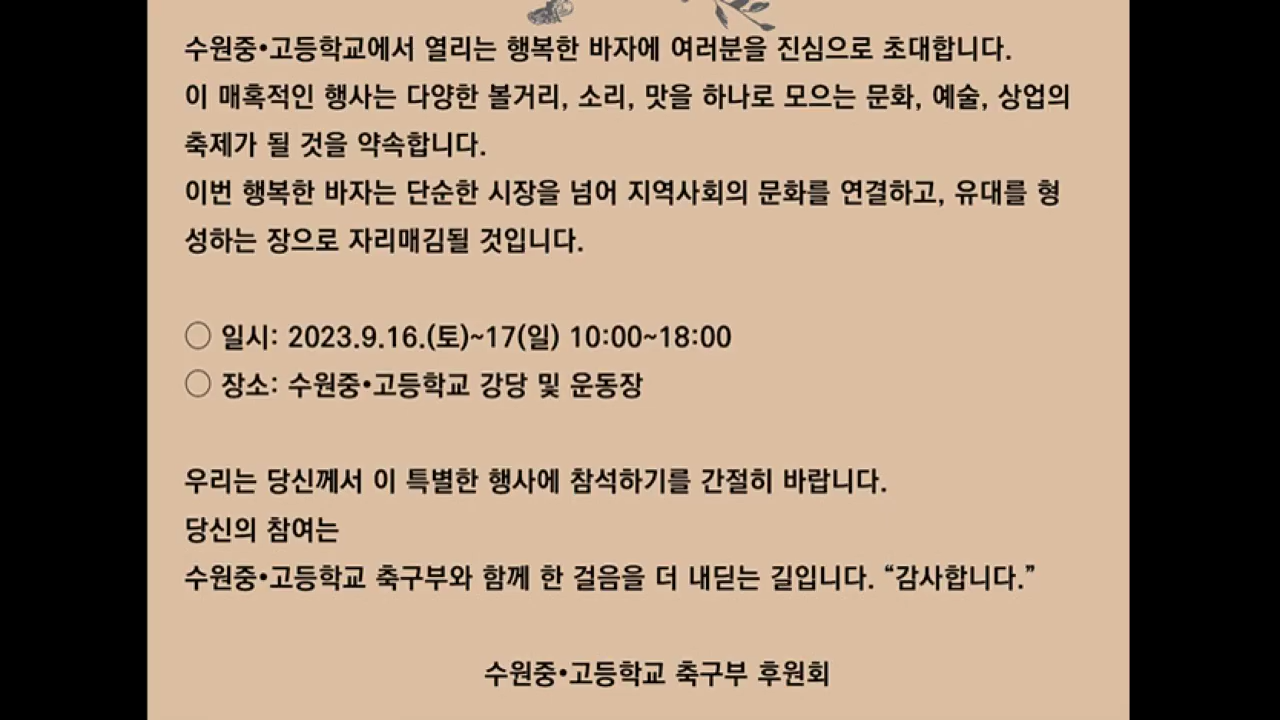 수원중•고등학교에서 열리는 행복한 바자에 여러분을 진심으로 초대합니다.
이 매혹적인 행사는 다양한 볼거리, 소리, 맛을 하나로 모으는 문화, 예술, 상업의
축제가 될 것을 약속합니다.
이번 행복한 바자는 단순한 시장을 넘어 지역사회의 문화를 연결하고, 유대를 형
성하는 장으로 자리매김될 것입니다.
○ 일시: 2023.9.16.(토)~17(일) 10:00~18:00
○ 장소: 수원중•고등학교 강당 및 운동장
우리는 당신께서 이 특별한 행사에 참석하기를 간절히 바랍니다.
당신의 참여는
수원중•고등학교 축구부와 함께 한 걸음을 더 내딛는 길입니다. “감사합니다.”
수원중•고등학교 축구부 후원회